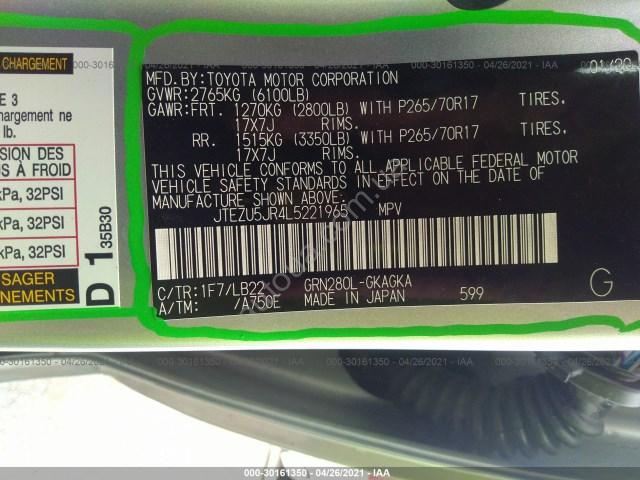 000-30161350 - 04/26/2021 - IAA
CHARGEMENT
E 3
chargement ne
lb.
SION DES
US À FROID
kPa, 32PSI
kPa, 32PSI
SAGER
NEMENTS
D 1 35B30
MFD.BY:TOYOTA MOTOR CORPORATION 01/20
GVWR:2765KG (6100LB)
GAWR:FRT. 1270KG (2800LB) WITH P265/70R17 TIRES.
17X7J RIMS.
RR. 1515KG (3350LB) WITH P265/70R17 TIRES.
17X7J RIMS.
THIS VEHICLE CONFORMS TO ALL APPLICABLE FEDERAL MOTOR
VEHICLE SAFETY STANDARDS IN EFFECT ON THE DATE OF
MANUFACTURE SHOWN ABOVE.
JTEZU5JR4L5221965 MPV
C/TR:1F7/LB22 GRN280L-GKAGKA
A/TM: /A750E MADE IN JAPAN 599
G
000-30161350 - 04/26/2021 - IAA